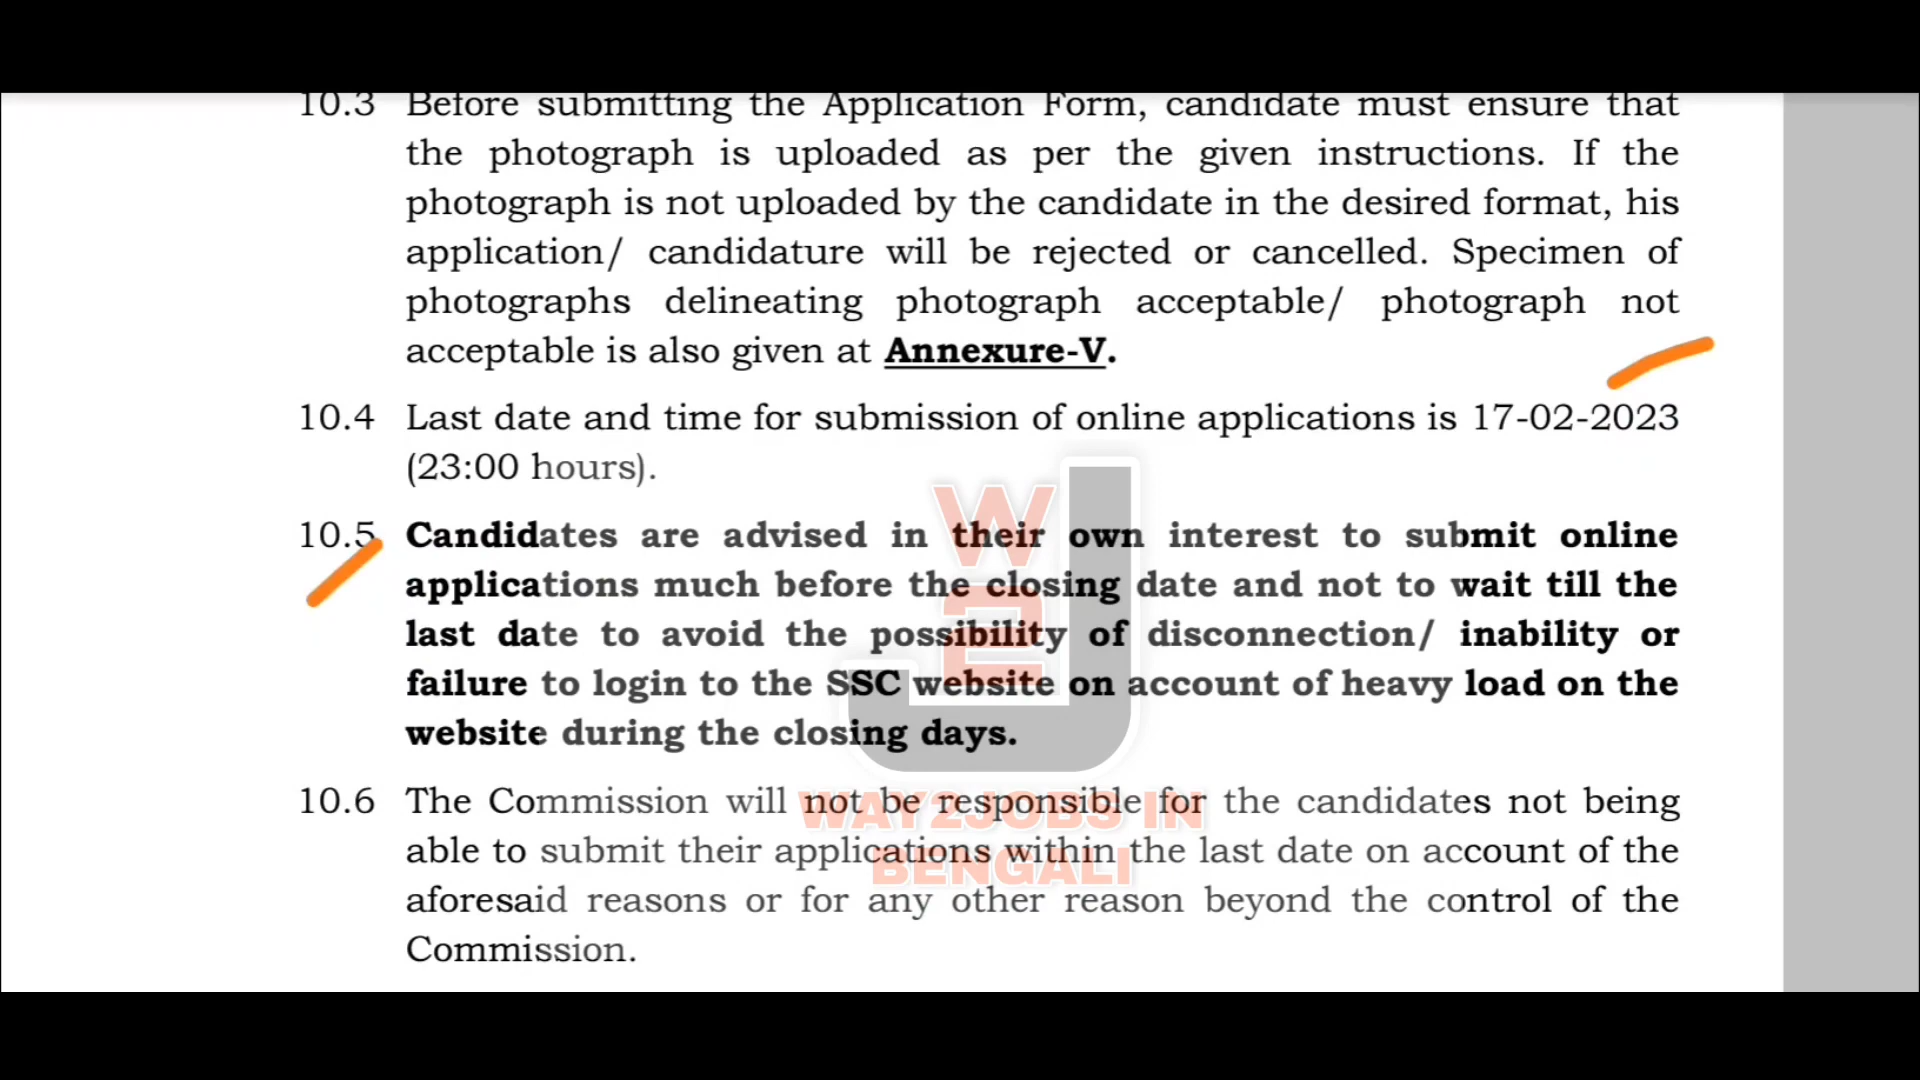 10.3 Before submitting the Application Form, candidate must ensure that
the photograph is uploaded as per the given instructions. If the
photograph is not uploaded by the candidate in the desired format, his
application/ candidature will be rejected or cancelled. Specimen of
photographs delineating photograph acceptable/ photograph not
acceptable is also given at Annexure-V.
10.4 Last date and time for submission of online applications is 17-02-2023
(23:00 hours).
10.5 Candidates are advised in their own interest to submit online
applications much before the closing date and not to wait till the
last date to avoid the possibility of disconnection/ inability or
failure to login to the SSC website on account of heavy load on the
website during the closing days.
10.6 The Commission will not be responsible for the candidates not being
able to submit their applications within the last date on account of the
aforesaid reasons or for any other reason beyond the control of the
Commission.
W
2
J
WAY2JOBS IN
BENGALI